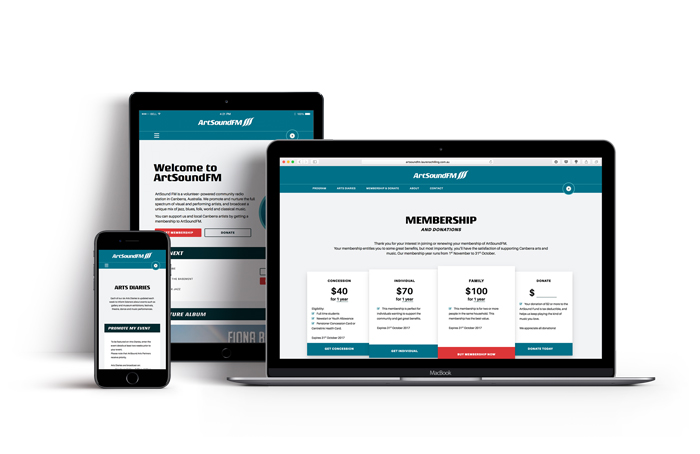 ArtSoundFM
Welcome to
ArtSoundFM
ArtSound FM is a volunteer-powered community radio
station in Canberra, Australia. We promote and nurture the full
spectrum of visual and performing artists, and broadcast a
unique mix of jazz, blues, folk, world and classical music.
You can support us and local Canberra artists by getting a
membership to ArtSoundFM.
MEMBERSHIP
DONATE
NEXT
URE ALBUM
FIONA B
ArtSoundFM
ARTS DIARIES
PROMOTE MY EVENT
ArtSoundFM
PROGRAM
ARTS DIARIES
MEMBERSHIP & DONATE
ABOUT
CONTACT
MEMBERSHIP
AND DONATIONS
Thank you for your interest in joining or renewing your membership of ArtSoundFM.
Your membership entitles you to some great benefits, but most importantly, you'll have the satisfaction of supporting Canberra arts and
music. Our membership year runs from 1st November to 31st October.
CONCESSION
$40
for 1 year
Eligibility
Full time students
Newstart or Youth Allowance
Pensioner Concession Card or
Centrelink Health Card
Expires 31st October 2017
GET CONCESSION
INDIVIDUAL
$70
for 1 year
This membership is perfect for
individuals wanting to support the
community and get good benefits.
Expires 31st October 2017
GET INDIVIDUAL
FAMILY
$100
for 1 year
This membership is for two or more
people in the same household. This
membership has the best value.
Expires 31st October 2017
BUY MEMBERSHIP NOW
DONATE
$
Your donation of $2 or more to the
ArtSound Fund is tax deductible, and
helps us keep playing the kind of
music you love.
We appreciate all donations!
DONATE TODAY
MacBook